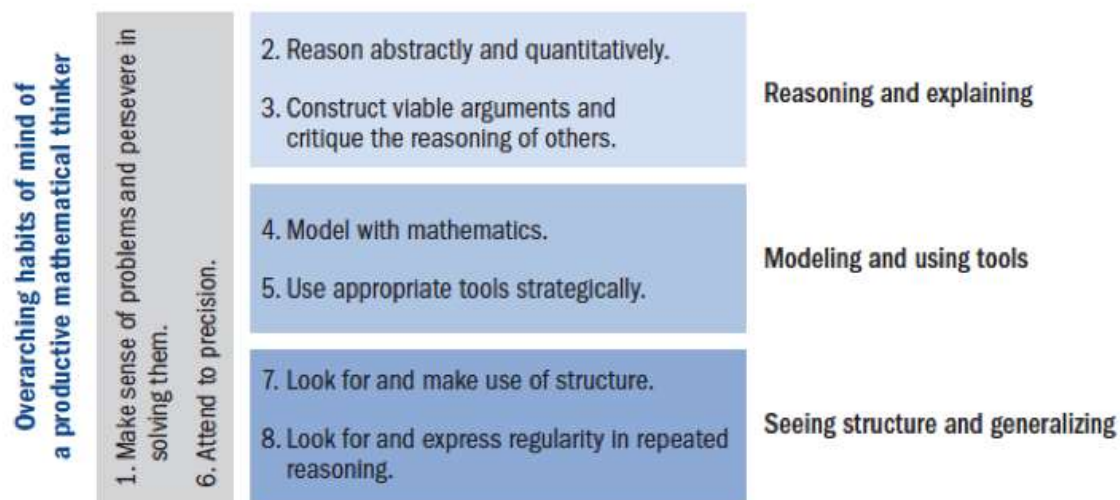 Overarching habits of mind of
a productive mathematical thinker
1. Make sense of problems and persevere in
solving them.
6. Attend to precision.
2. Reason abstractly and quantitatively.
3. Construct viable arguments and
critique the reasoning of others.
Reasoning and explaining
4. Model with mathematics.
5. Use appropriate tools strategically.
Modeling and using tools
7. Look for and make use of structure.
8. Look for and express regularity in repeated
reasoning.
Seeing structure and generalizing